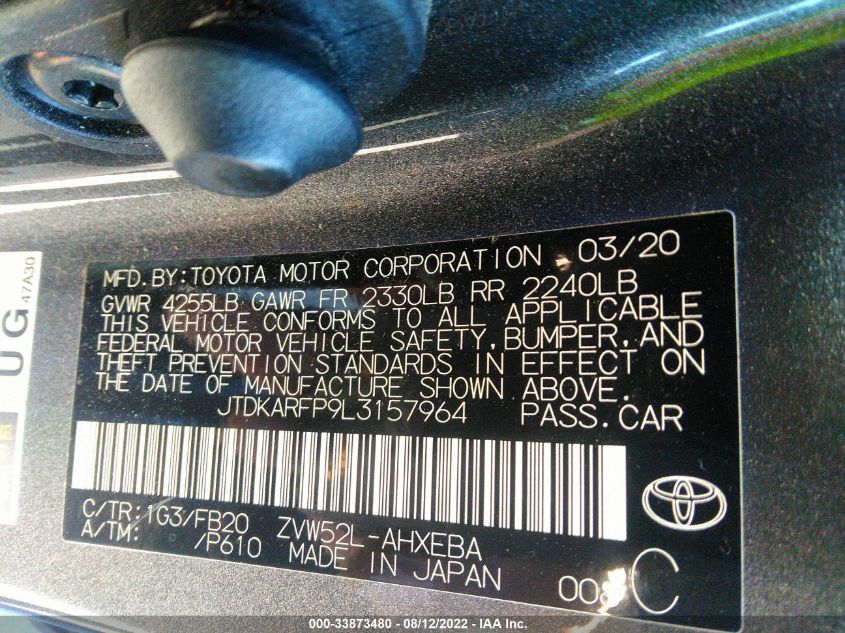 MFD.BY:TOYOTA MOTOR CORPORATION 03/20
GVWR 4255LB GAWR FR 2330LB RR 2240LB
THIS VEHICLE CONFORMS TO ALL APPLICABLE
FEDERAL MOTOR VEHICLE SAFETY,BUMPER,AND
THEFT PREVENTION STANDARDS IN EFFECT ON
THE DATE OF MANUFACTURE SHOWN ABOVE.
JTDKARFP9L3157964 PASS.CAR
C/TR:1G3/FB20 ZVW52L-AHXEBA
A/TM: /P610 MADE IN JAPAN
C
UG
47A30
000-33873480 — 08/12/2022 — IAA Inc.